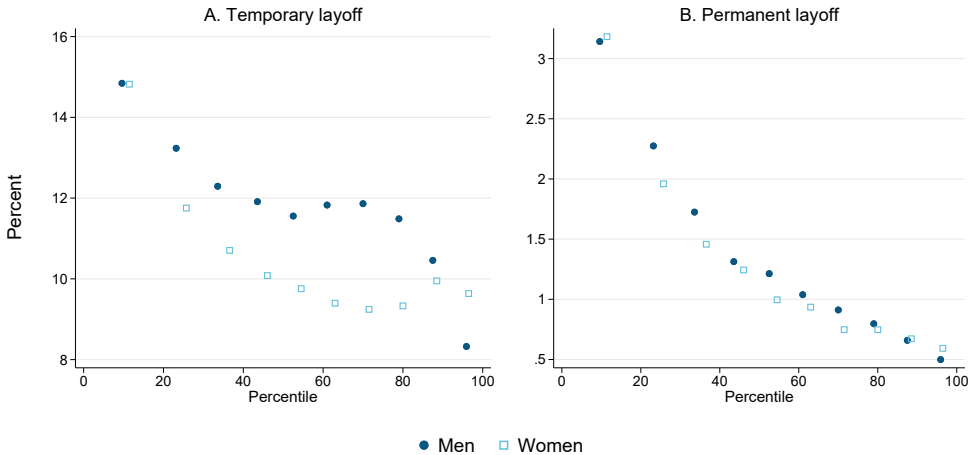 A. Temporary layoff
B. Permanent layoff
Percent
16
14
12
10
8
0 20 40 60 80 100
Percentile
3
2.5
2
1.5
1
.5
0 20 40 60 80 100
Percentile
Men Women